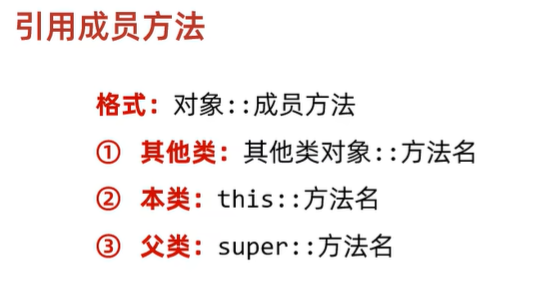 引用成员方法
格式：对象::成员方法
① 其他类：其他类对象::方法名
② 本类：this::方法名
③ 父类：super::方法名